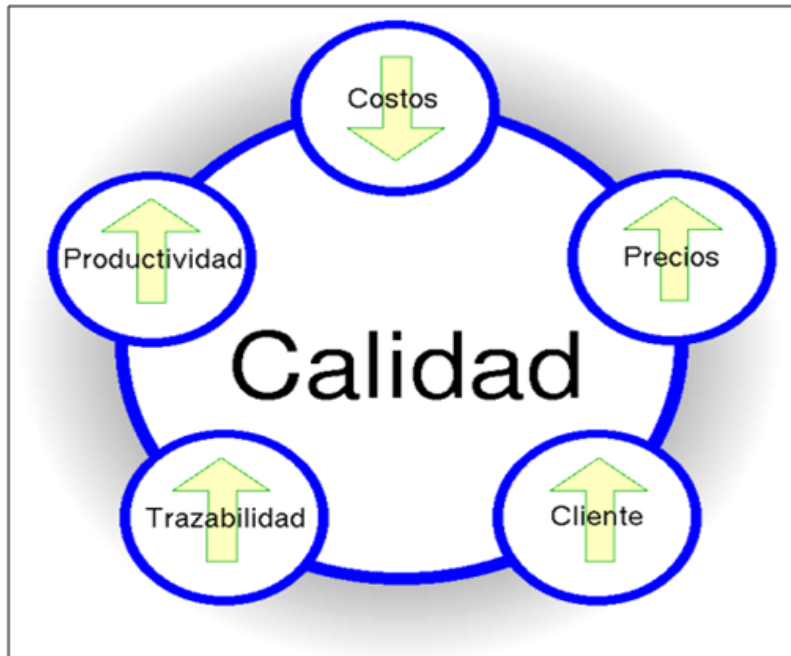 Costos
Productividad
Precios
Calidad
Trazabilidad
Cliente